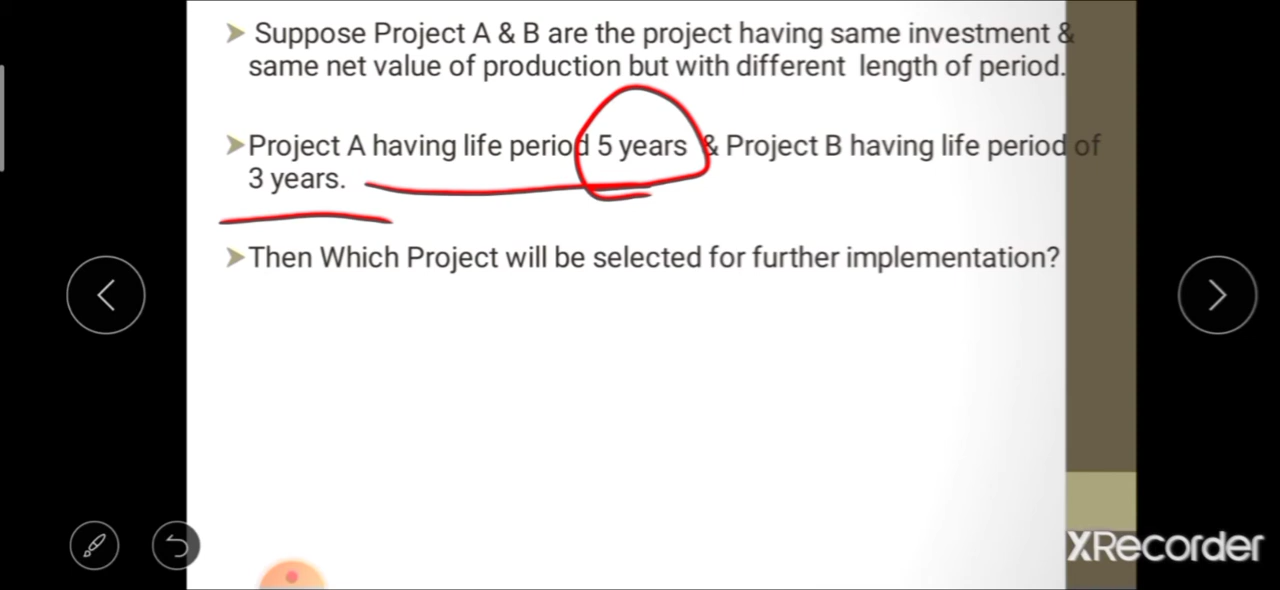 ➤ Suppose Project A & B are the project having same investment &
same net value of production but with different length of period.
➤Project A having life period 5 years & Project B having life period of
3 years.
➤Then Which Project will be selected for further implementation?
XRecorder